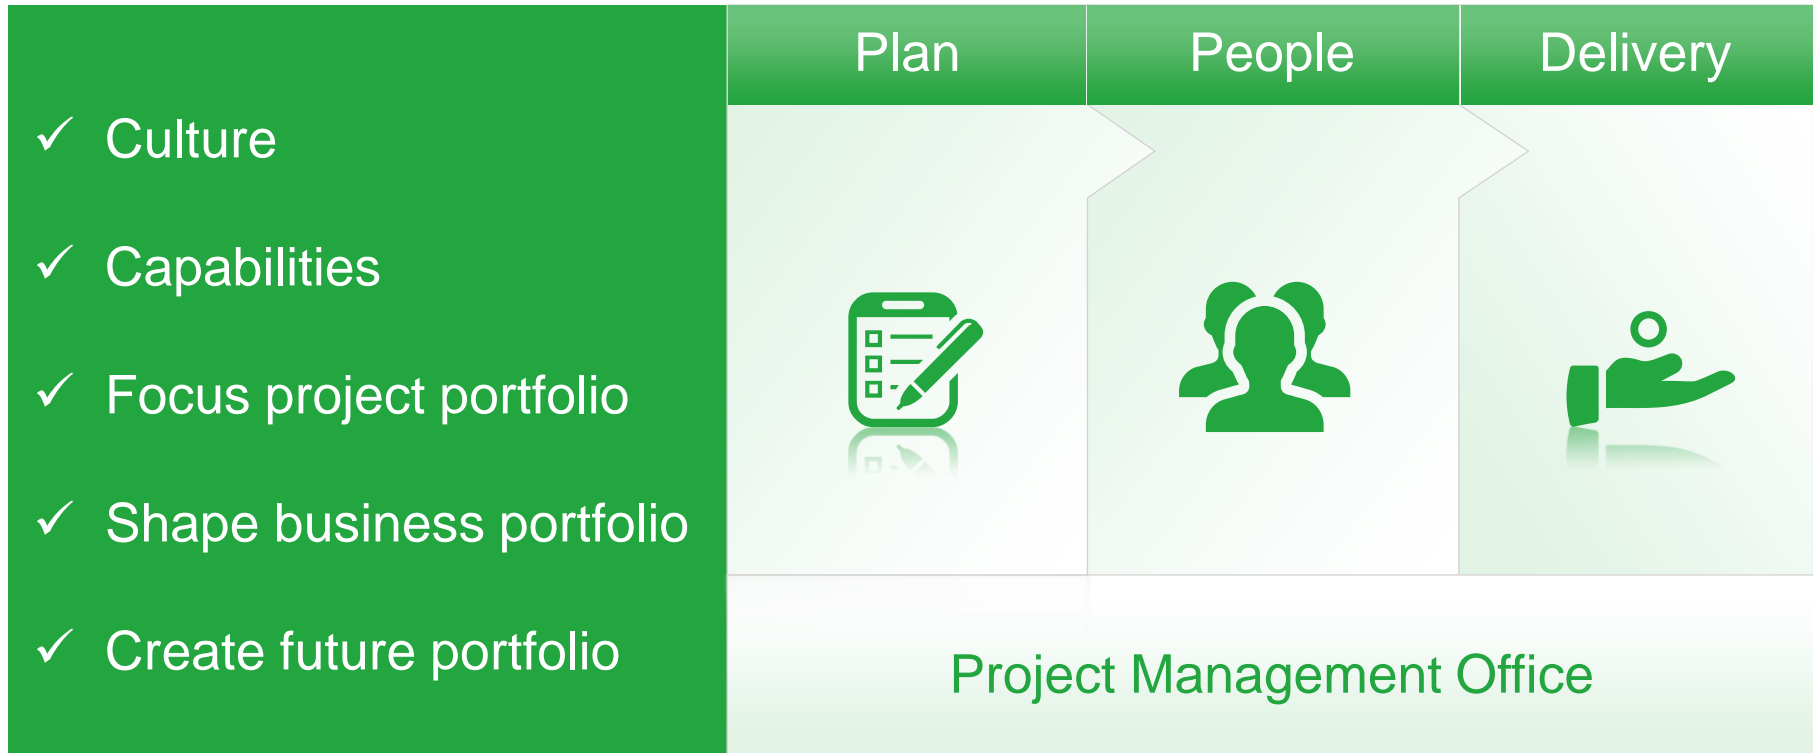 Culture
Capabilities
Focus project portfolio
Shape business portfolio
Create future portfolio
Plan
People
Delivery
Project Management Office